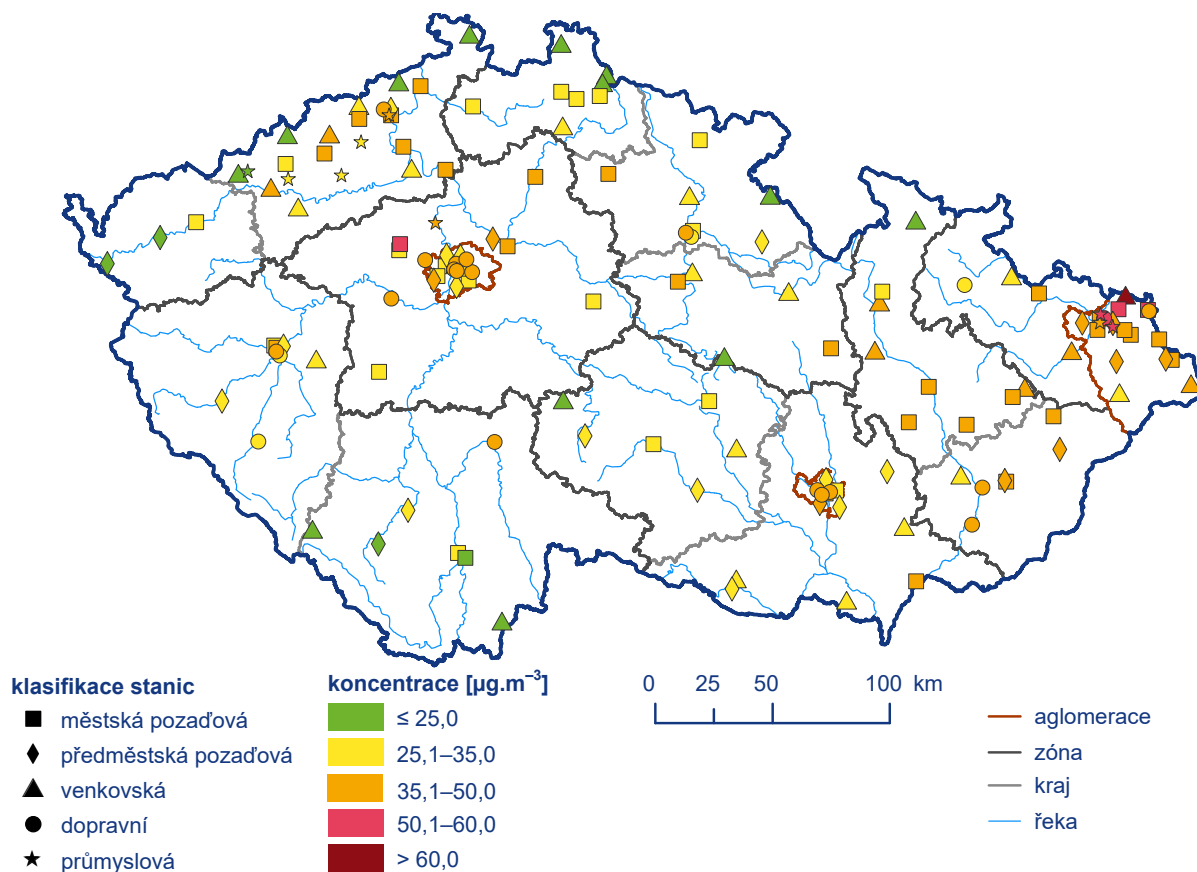 klasifikace stanic
městská pozaďová
předměstská pozaďová
venkovská
dopravní
průmyslová
koncentrace [µg.m⁻³]
≤ 25,0
25,1–35,0
35,1–50,0
50,1–60,0
> 60,0
0 25 50 100 km
aglomerace
zóna
kraj
řeka